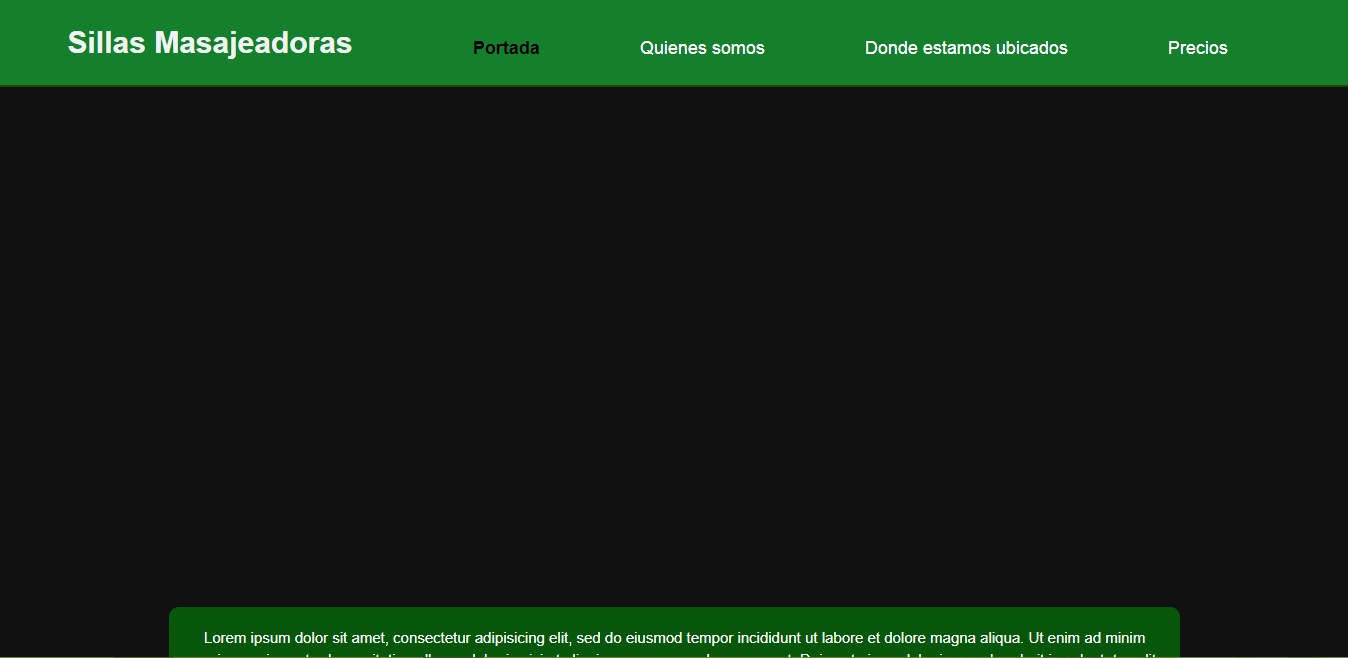 Sillas Masajeadoras
Portada
Quienes somos
Donde estamos ubicados
Precios
Lorem ipsum dolor sit amet, consectetur adipisicing elit, sed do eiusmod tempor incididunt ut labore et dolore magna aliqua. Ut enim ad minim